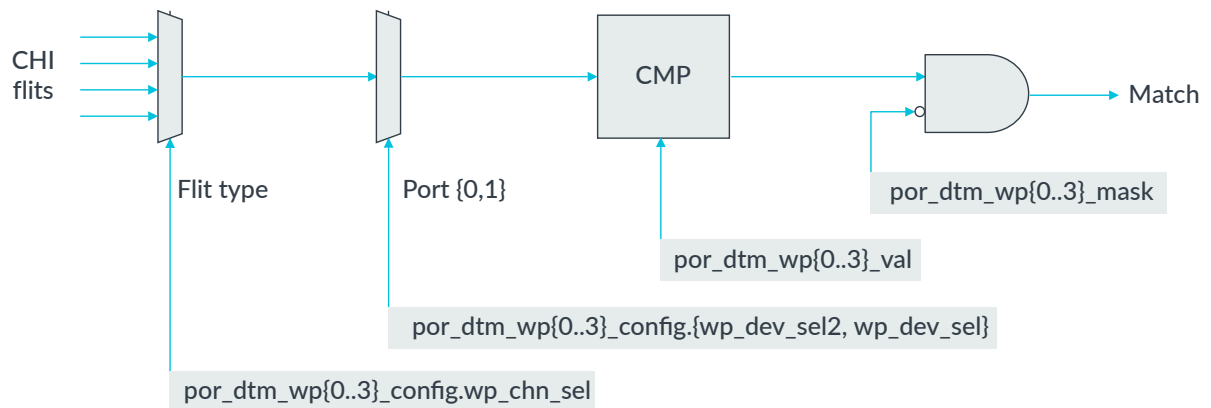 CHI
flits
CMP
Match
Flit type
Port {0,1}
por_dtm_wp{0..3}_mask
por_dtm_wp{0..3}_val
por_dtm_wp{0..3}_config.{wp_dev_sel2, wp_dev_sel}
por_dtm_wp{0..3}_config.wp_chn_sel